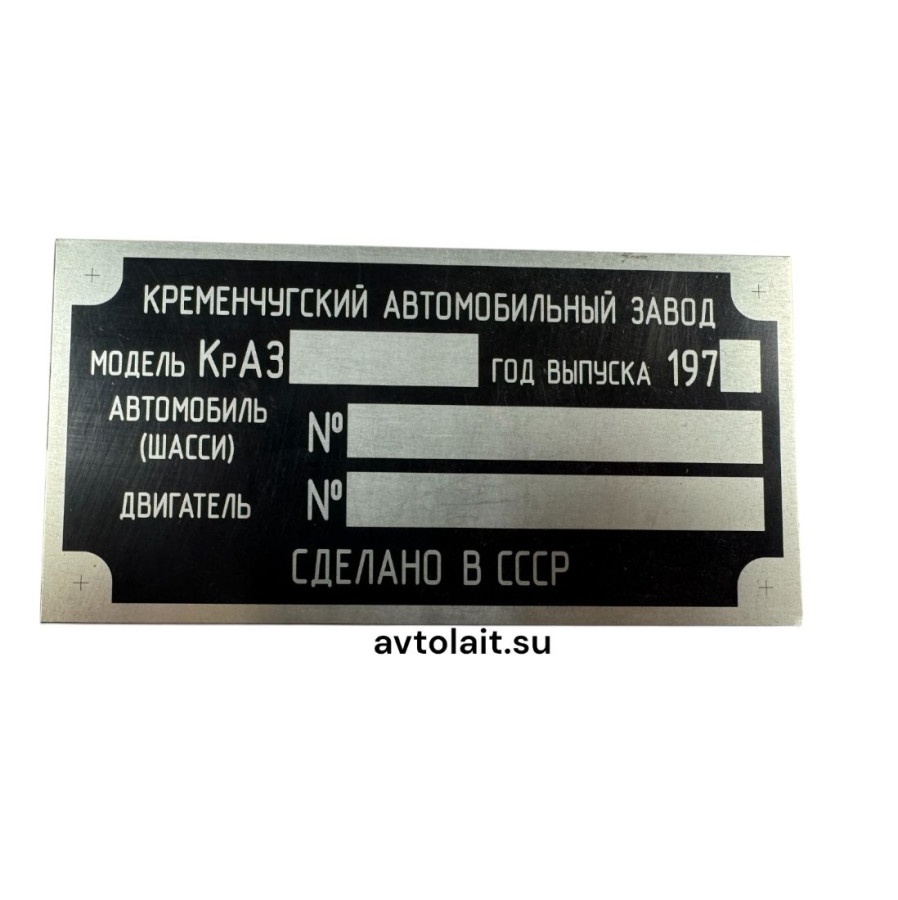 КРЕМЕНЧУГСКИЙ АВТОМОБИЛЬНЫЙ ЗАВОД
МОДЕЛЬ КрАЗ ГОД ВЫПУСКА 197
АВТОМОБИЛЬ
(ШАССИ) №
ДВИГАТЕЛЬ №
СДЕЛАНО В СССР
avtolait.su